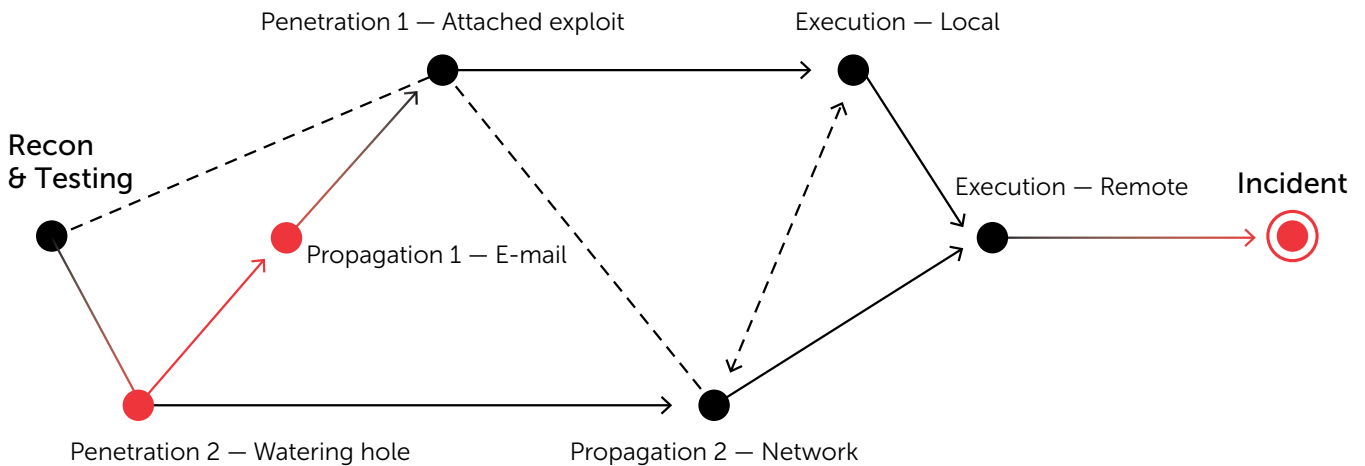 Penetration 1 — Attached exploit
Execution — Local
Recon
& Testing
Execution — Remote
Incident
Propagation 1 — E-mail
Penetration 2 — Watering hole
Propagation 2 — Network